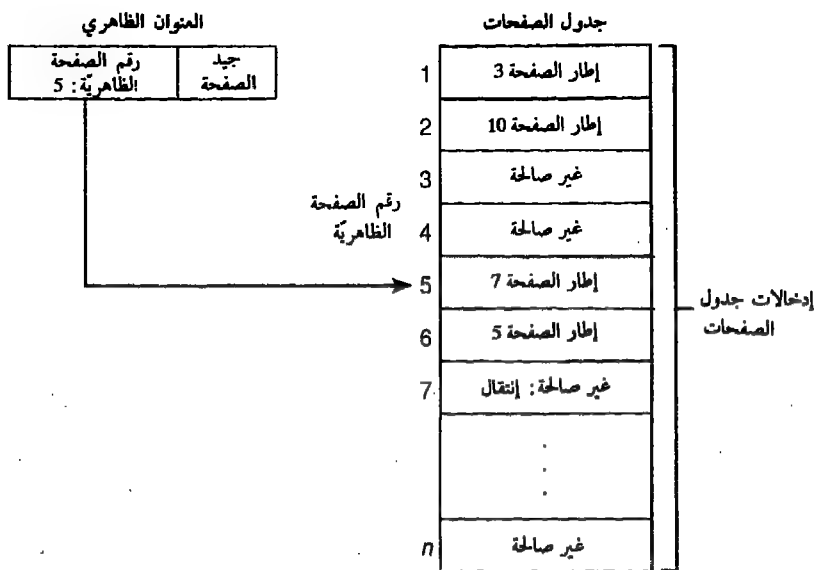 العنوان الظاهري
رقم الصفحة
الظاهريّة: 5
جيد
الصفحة
جدول الصفحات
1
إطار الصفحة 3
2
إطار الصفحة 10
3
غير صالحة
رقم الصفحة
الظاهريّة
4
غير صالحة
5
إطار الصفحة 7
6
إطار الصفحة 5
7
غير صالحة: إنتقال
n
غير صالحة
إدخالات جدول
الصفحات